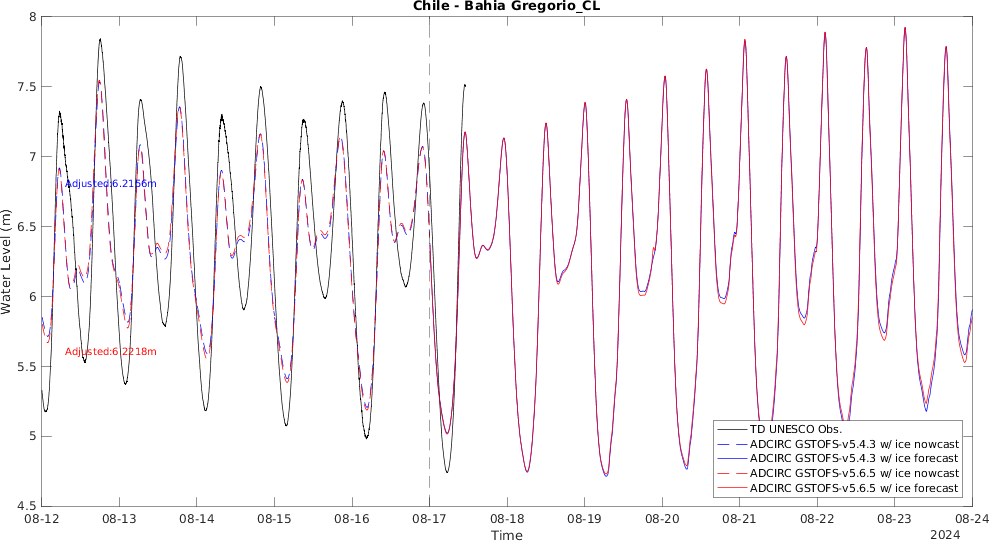 Chile - Bahia Gregorio_CL
8
7.5
7
6.5
6
5.5
5
4.5
Water Level (m)
Adjusted:6.2156m
Adjusted:6.2218m
TD UNESCO Obs.
ADCIRC GSTOFS-v5.4.3 w/ ice nowcast
ADCIRC GSTOFS-v5.4.3 w/ ice forecast
ADCIRC GSTOFS-v5.6.5 w/ ice nowcast
ADCIRC GSTOFS-v5.6.5 w/ ice forecast
08-12 08-13 08-14 08-15 08-16 08-17 08-18 08-19 08-20 08-21 08-22 08-23 08-24
Time
2024